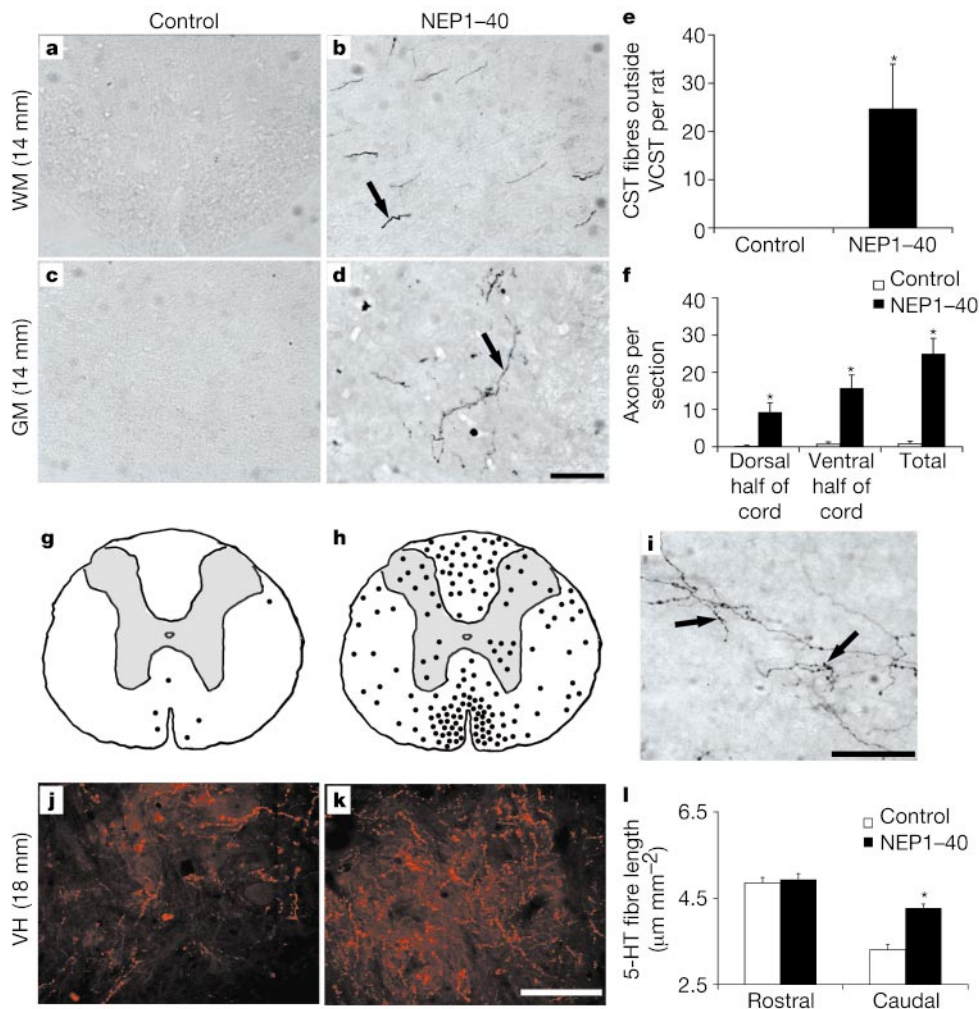 Control
NEP1–40
e
a
b
WM (14 mm)
CST fibres outside
VCST per rat
40
30
20
10
0
*
Control
NEP1–40
c
d
GM (14 mm)
f
Control
NEP1–40
Axons per
section
40
30
20
10
0
*
*
*
Dorsal
half of
cord
Ventral
half of
cord
Total
g
h
i
j
k
VH (18 mm)
l
Control
NEP1–40
5-HT fibre length
(μm mm⁻²)
6.5
4.5
2.5
*
Rostral
Caudal